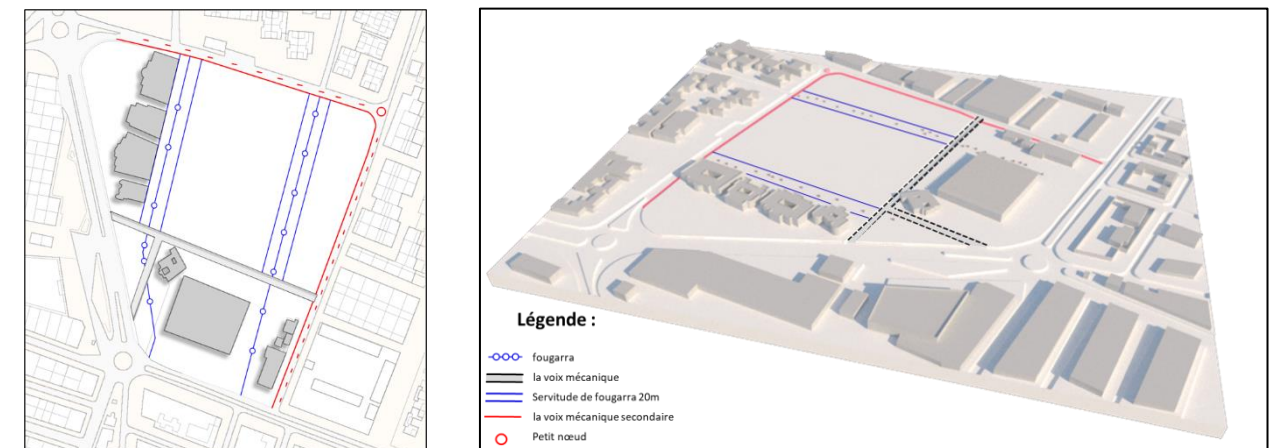 Légende :
fougarra
la voix mécanique
Servitude de fougarra 20m
la voix mécanique secondaire
Petit nœud